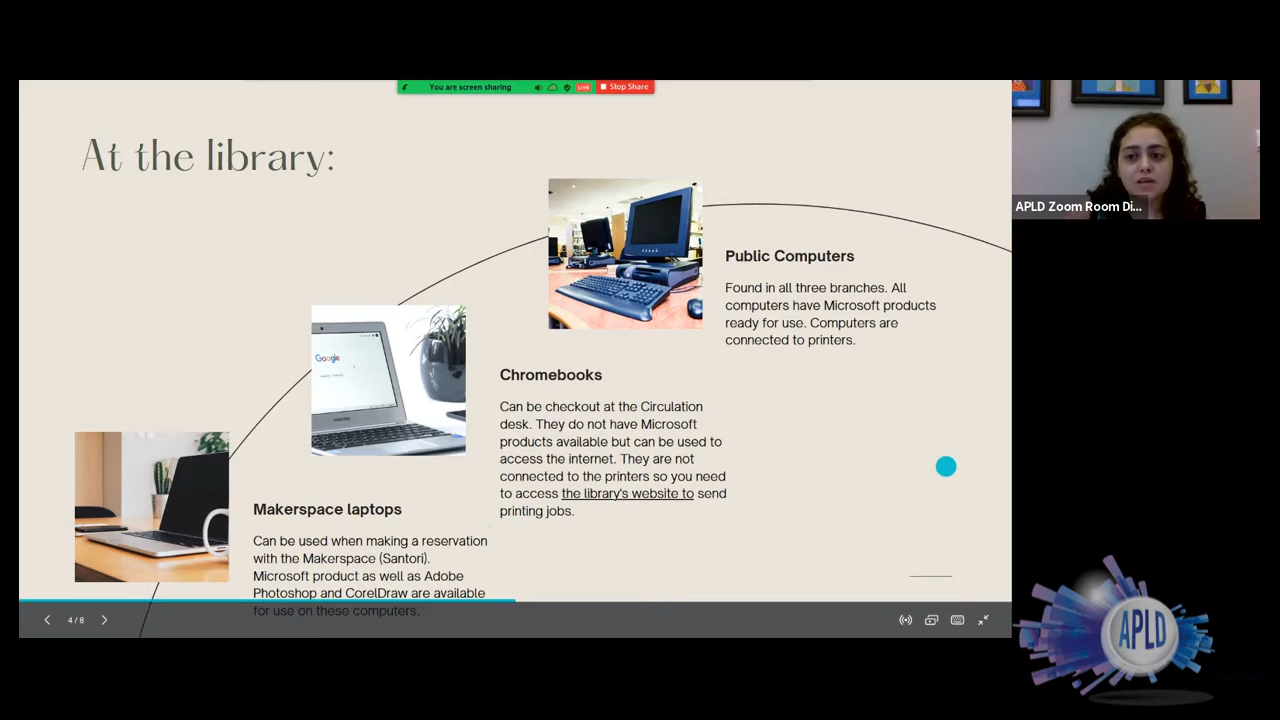 You are screen sharing
LIVE
Stop Share
At the library:
Public Computers
Found in all three branches. All
computers have Microsoft products
ready for use. Computers are
connected to printers.
Google
Chromebooks
Can be checkout at the Circulation
desk. They do not have Microsoft
products available but can be used to
access the internet. They are not
connected to the printers so you need
to access the library's website to send
printing jobs.
Makerspace laptops
Can be used when making a reservation
with the Makerspace (Santori).
Microsoft product as well as Adobe
Photoshop and CorelDraw are available
for use on these computers.
4 / 8
APLD Zoom Room Di...
APLD